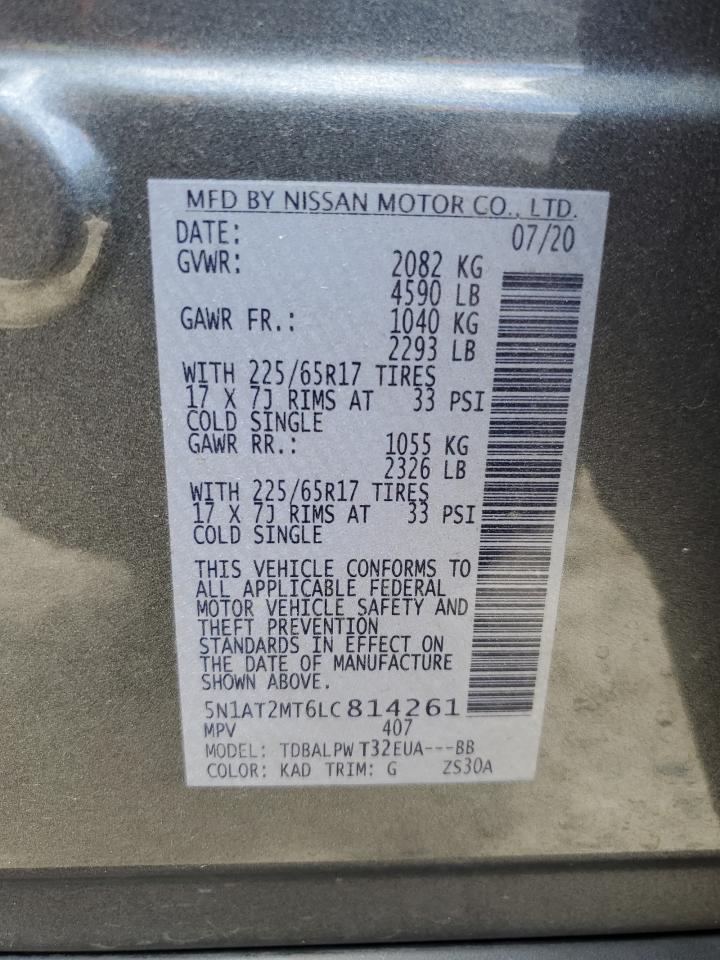 MFD BY NISSAN MOTOR CO., LTD.
DATE: 07/20
GVWR: 2082 KG
4590 LB
GAWR FR.: 1040 KG
2293 LB
WITH 225/65R17 TIRES
17 X 7J RIMS AT 33 PSI
COLD SINGLE
GAWR RR.: 1055 KG
2326 LB
WITH 225/65R17 TIRES
17 X 7J RIMS AT 33 PSI
COLD SINGLE
THIS VEHICLE CONFORMS TO
ALL APPLICABLE FEDERAL
MOTOR VEHICLE SAFETY AND
THEFT PREVENTION
STANDARDS IN EFFECT ON
THE DATE OF MANUFACTURE
SHOWN ABOVE.
5N1AT2MT6LC814261
MPV 407
MODEL: TDBALPW T32EUA---BB
COLOR: KAD TRIM: G ZS30A